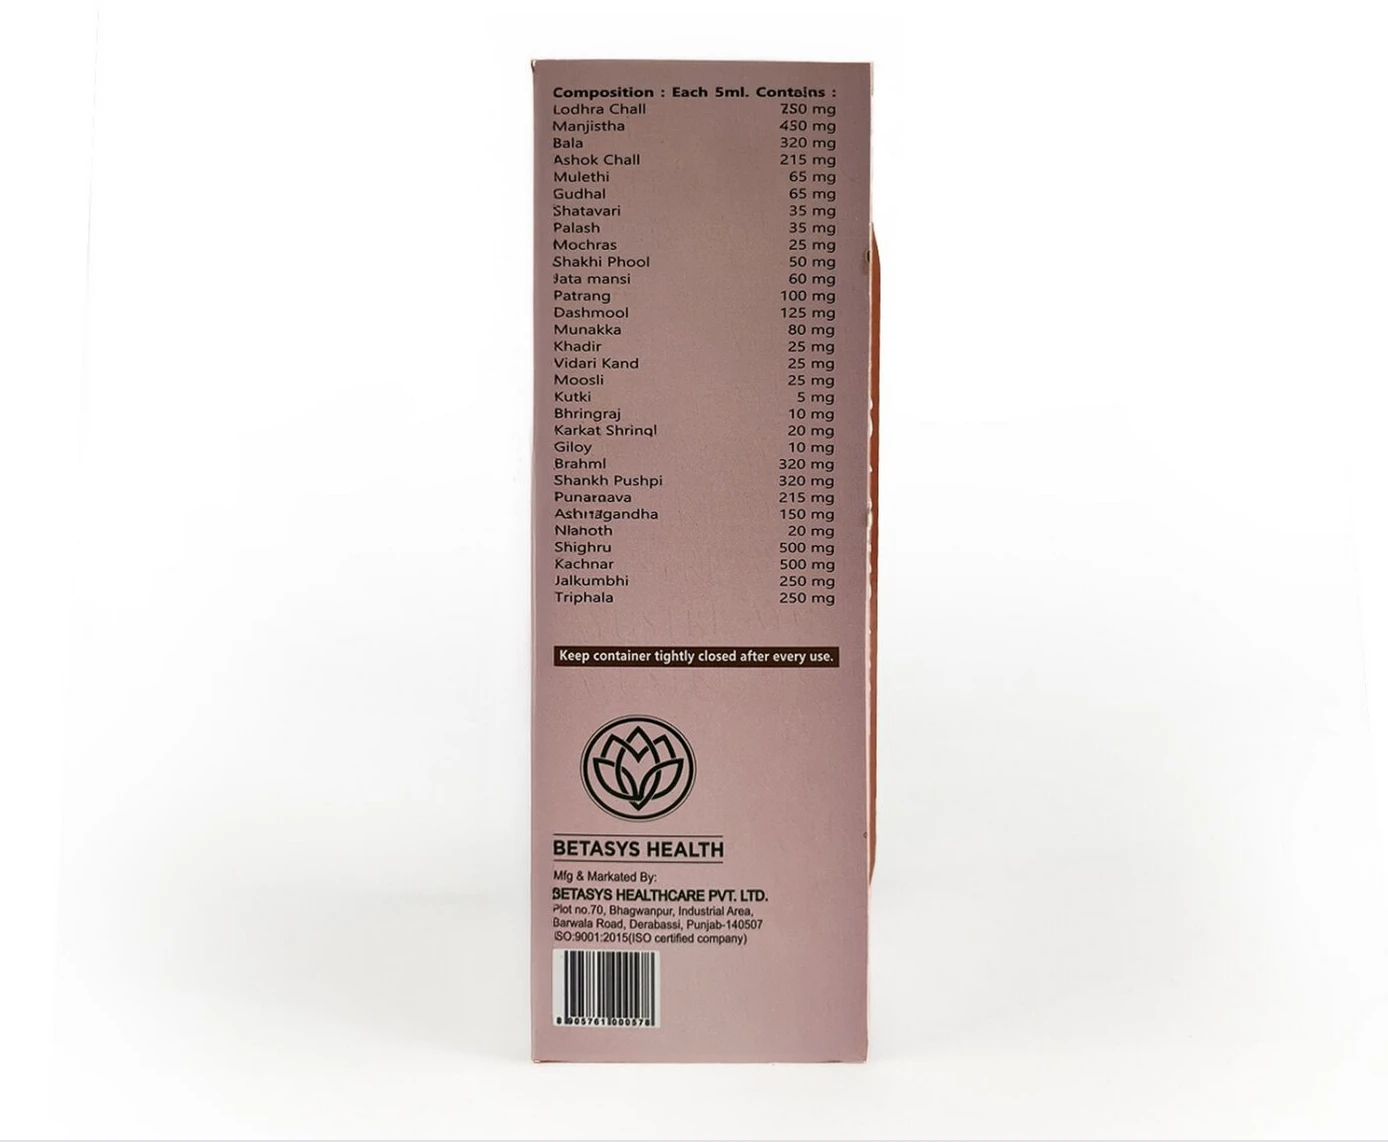 Composition : Each 5ml. Contains :
Lodhra Chall 750 mg
Manjistha 450 mg
Bala 320 mg
Ashok Chall 215 mg
Mulethi 65 mg
Gudhal 65 mg
Shatavari 35 mg
Palash 35 mg
Mochras 25 mg
Shakhi Phool 50 mg
Jata mansi 60 mg
Patrang 100 mg
Dashmool 125 mg
Munakka 80 mg
Khadir 25 mg
Vidari Kand 25 mg
Moosli 25 mg
Kutki 5 mg
Bhringraj 10 mg
Karkat Shringl 20 mg
Giloy 10 mg
Brahml 320 mg
Shankh Pushpi 320 mg
Punarnava 215 mg
150 mg
20 mg
Shighru 500 mg
Kachnar 500 mg
Jalkumbhi 250 mg
Triphala 250 mg
Keep container tightly closed after every use.
BETASYS HEALTH
Mfg & Markated By:
BETASYS HEALTHCARE PVT. LTD.
Plot no.70, Bhagwanpur, Industrial Area,
Barwala Road, Derabassi, Punjab-140507
ISO:9001:2015(ISO certified company)
8 905761 000578